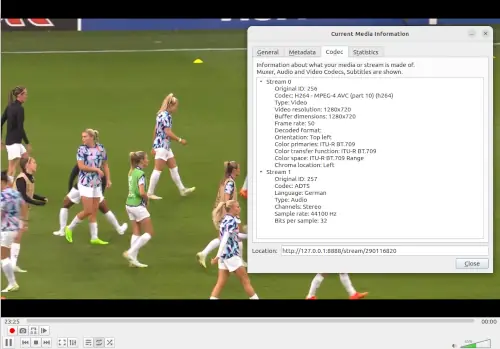 Current Media Information
General Metadata Codec Statistics
Information about what your media or stream is made of.
Muxer, Audio and Video Codecs, Subtitles are shown.
Stream 0
Original ID: 256
Codec: H264 - MPEG-4 AVC (part 10) (h264)
Type: Video
Video resolution: 1280x720
Buffer dimensions: 1280x720
Frame rate: 50
Decoded format:
Orientation: Top left
Color primaries: ITU-R BT.709
Color transfer function: ITU-R BT.709
Color space: ITU-R BT.709 Range
Chroma location: Left
Stream 1
Original ID: 257
Codec: ADTS
Language: German
Type: Audio
Channels: Stereo
Sample rate: 44100 Hz
Bits per sample: 32
Location: http://127.0.0.1:8888/stream/290116820
Close
23:25 00:00